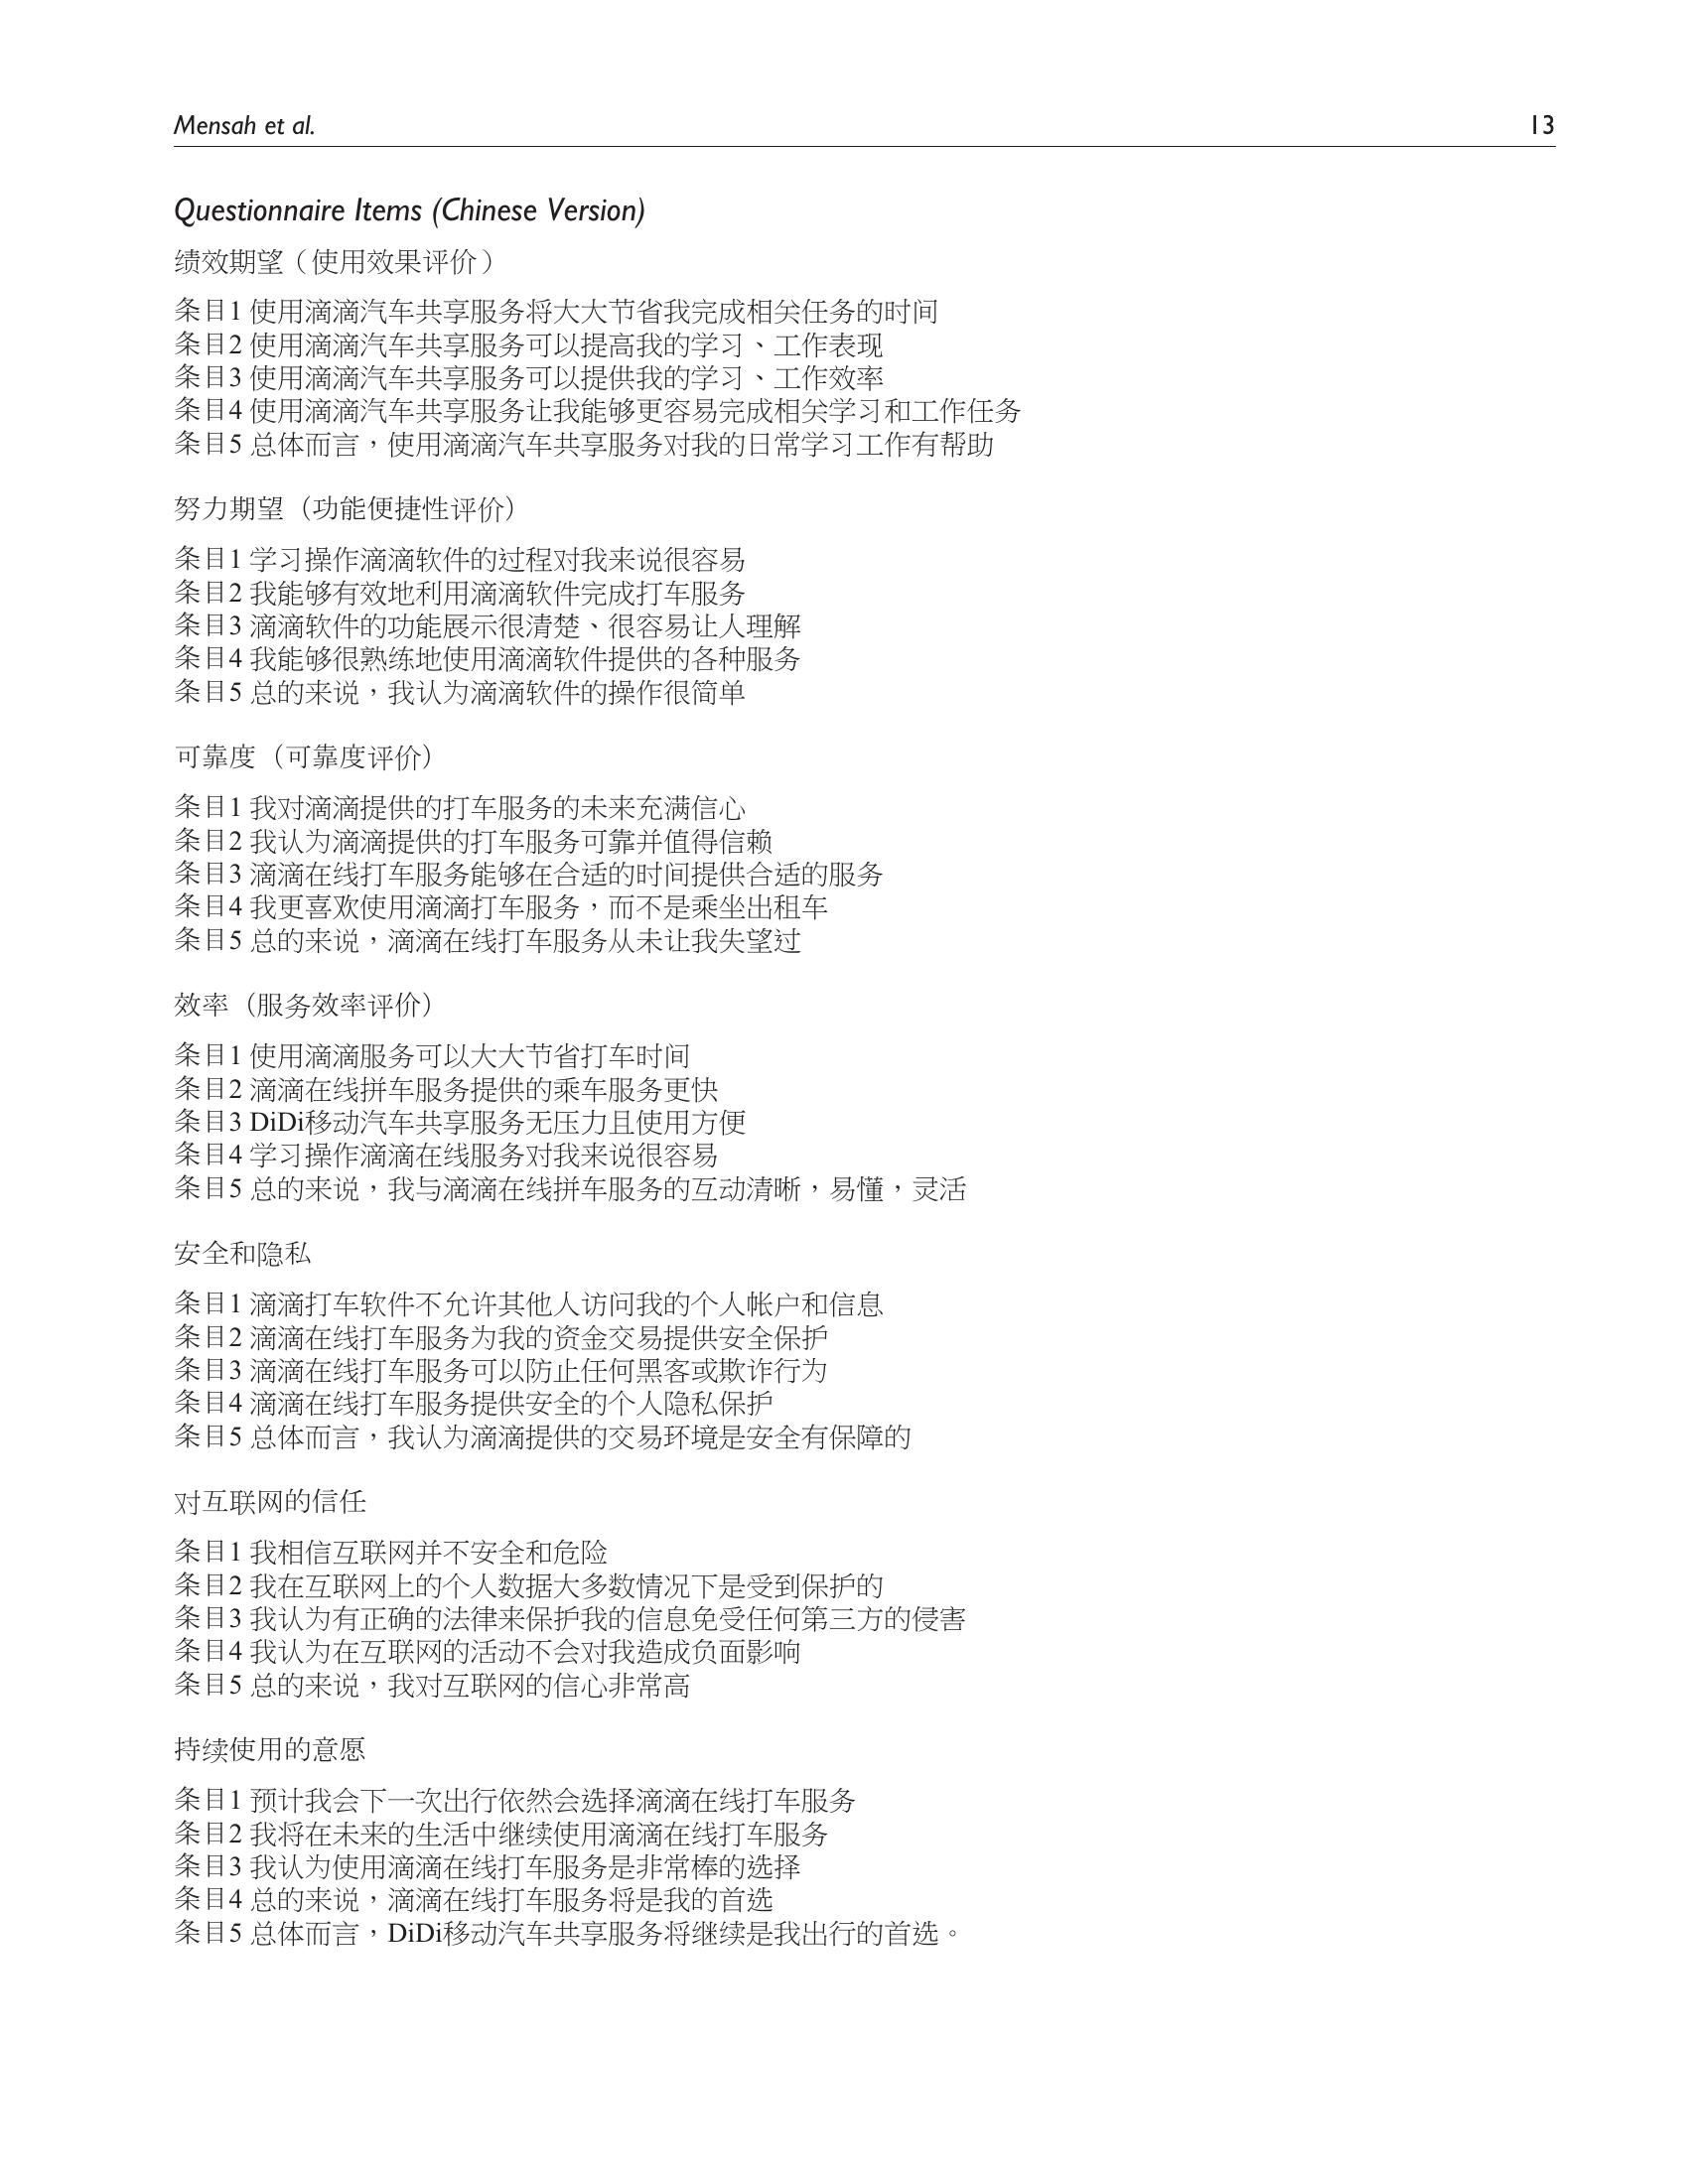 Mensah et al.
13
Questionnaire Items (Chinese Version)
绩效期望（使用效果评价）
条目1 使用滴滴汽车共享服务将大大节省我完成相关任务的时间
条目2 使用滴滴汽车共享服务可以提高我的学习、工作表现
条目3 使用滴滴汽车共享服务可以提供我的学习、工作效率
条目4 使用滴滴汽车共享服务让我能够更容易完成相关学习和工作任务
条目5 总体而言，使用滴滴汽车共享服务对我的日常学习工作有帮助
努力期望（功能便捷性评价）
条目1 学习操作滴滴软件的过程对我来说很容易
条目2 我能够有效地利用滴滴软件完成打车服务
条目3 滴滴软件的功能展示很清楚、很容易让人理解
条目4 我能够很熟练地使用滴滴软件提供的各种服务
条目5 总的来说，我认为滴滴软件的操作很简单
可靠度（可靠度评价）
条目1 我对滴滴提供的打车服务的未来充满信心
条目2 我认为滴滴提供的打车服务可靠并值得信赖
条目3 滴滴在线打车服务能够在合适的时间提供合适的服务
条目4 我更喜欢使用滴滴打车服务，而不是乘坐出租车
条目5 总的来说，滴滴在线打车服务从未让我失望过
效率（服务效率评价）
条目1 使用滴滴服务可以大大节省打车时间
条目2 滴滴在线拼车服务提供的乘车服务更快
条目3 DiDi移动汽车共享服务无压力且使用方便
条目4 学习操作滴滴在线服务对我来说很容易
条目5 总的来说，我与滴滴在线拼车服务的互动清晰，易懂，灵活
安全和隐私
条目1 滴滴打车软件不允许其他人访问我的个人帐户和信息
条目2 滴滴在线打车服务为我的资金交易提供安全保护
条目3 滴滴在线打车服务可以防止任何黑客或欺诈行为
条目4 滴滴在线打车服务提供安全的个人隐私保护
条目5 总体而言，我认为滴滴提供的交易环境是安全有保障的
对互联网的信任
条目1 我相信互联网并不安全和危险
条目2 我在互联网上的个人数据大多数情况下是受到保护的
条目3 我认为有正确的法律来保护我的信息免受任何第三方的侵害
条目4 我认为在互联网的活动不会对我造成负面影响
条目5 总的来说，我对互联网的信心非常高
持续使用的意愿
条目1 预计我会下一次出行依然会选择滴滴在线打车服务
条目2 我将在未来的生活中继续使用滴滴在线打车服务
条目3 我认为使用滴滴在线打车服务是非常棒的选择
条目4 总的来说，滴滴在线打车服务将是我的首选
条目5 总体而言，DiDi移动汽车共享服务将继续是我出行的首选。